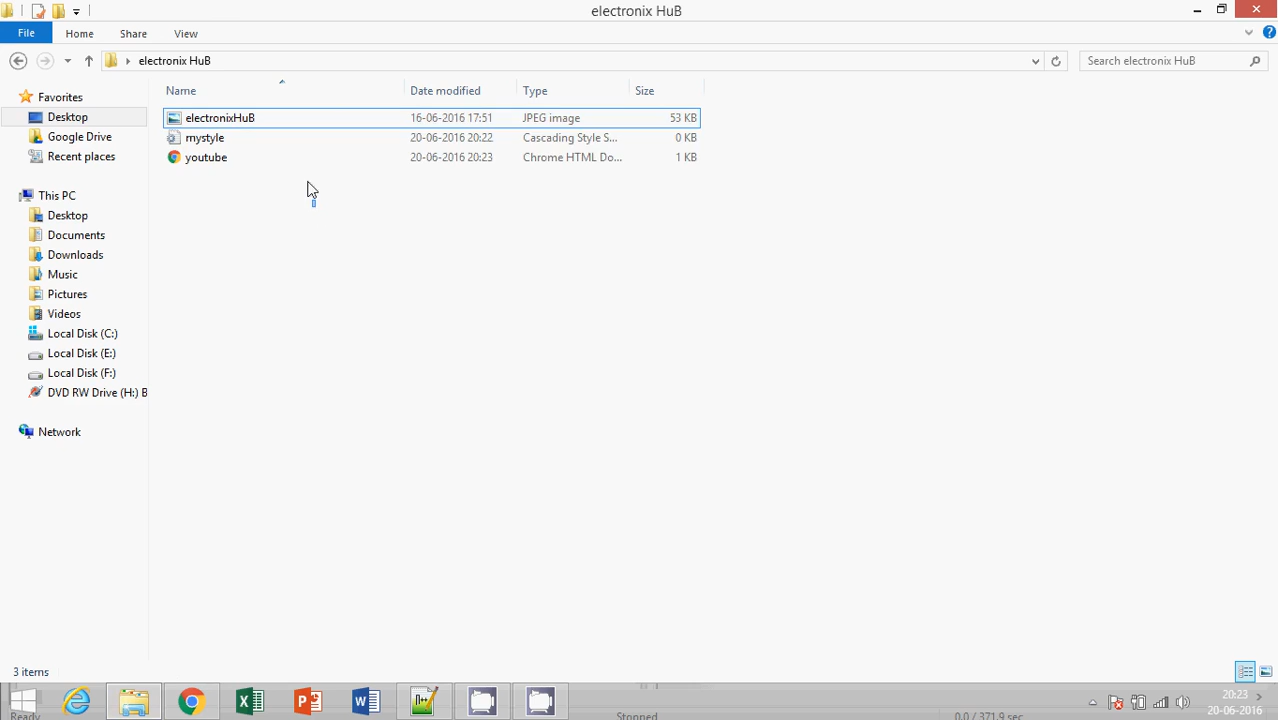 electronix HuB
File Home Share View
electronix HuB
Search electronix HuB
Name Date modified Type Size
electronixHuB 16-06-2016 17:51 JPEG image 53 KB
mystyle 20-06-2016 20:22 Cascading Style S... 0 KB
youtube 20-06-2016 20:23 Chrome HTML Do... 1 KB
Favorites
Desktop
Google Drive
Recent places
This PC
Desktop
Documents
Downloads
Music
Pictures
Videos
Local Disk (C:)
Local Disk (E:)
Local Disk (F:)
DVD RW Drive (H:) B
Network
3 items
20:23
20-06-2016
Ready Stopped 0.0 / 371.9 sec